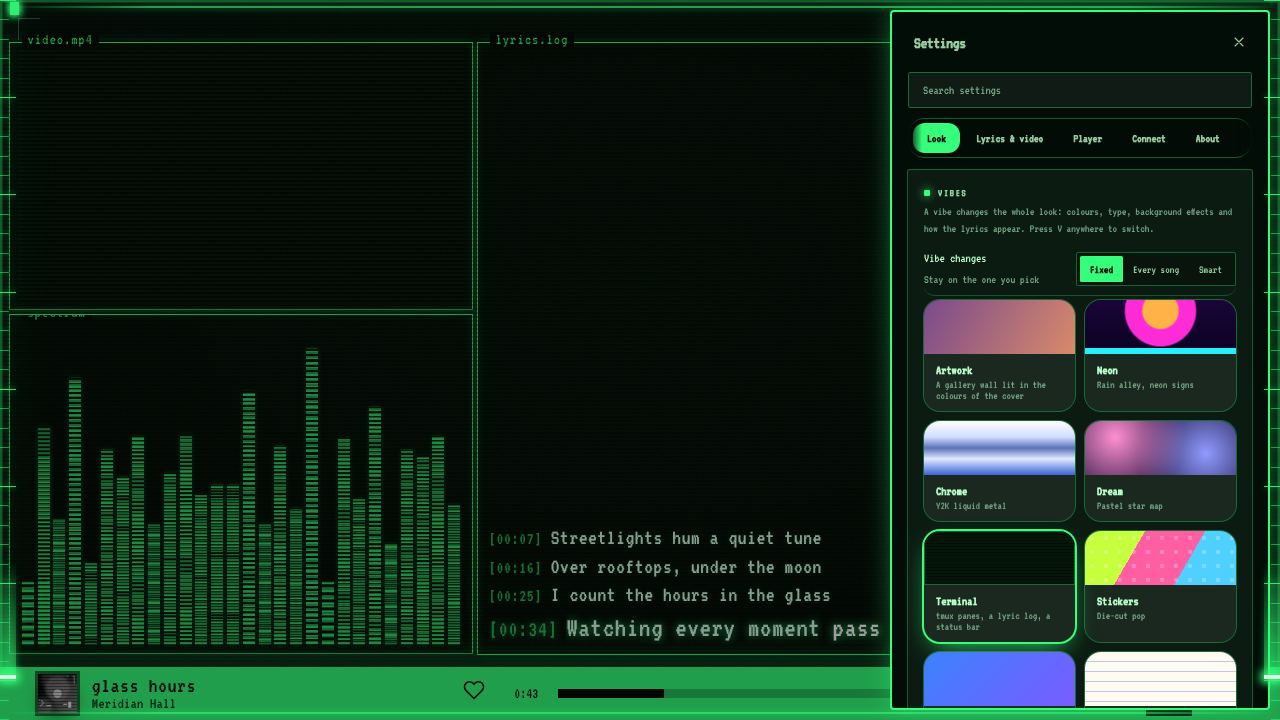 video.mp4
lyrics.log
spectrum
[00:07] Streetlights hum a quiet tune
[00:16] Over rooftops, under the moon
[00:25] I count the hours in the glass
[00:34] Watching every moment pass
glass hours
Meridian Hall
0:43
Settings
Search settings
Look
Lyrics & video
Player
Connect
About
VIBES
A vibe changes the whole look: colours, type, background effects and
how the lyrics appear. Press V anywhere to switch.
Vibe changes
Stay on the one you pick
Fixed
Every song
Smart
Artwork
A gallery wall lit in the
colours of the cover
Neon
Rain alley, neon signs
Chrome
Y2K liquid metal
Dream
Pastel star map
Terminal
tmux panes, a lyric log, a
status bar
Stickers
Die-cut pop